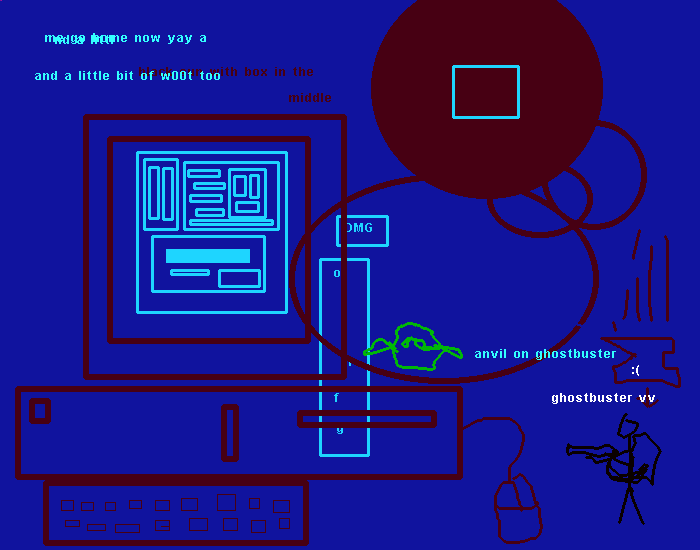 me go home now yay a
and a little bit of w00t too
with box in the
middle
OMG
o
f
g
anvil on ghostbuster
:(
ghostbuster vv